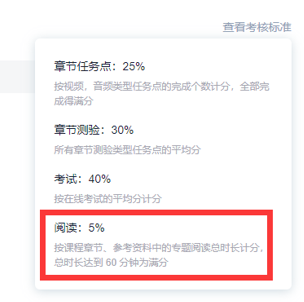 查看考核标准
章节任务点：25%
按视频，音频类型任务点的完成个数计分，全部完
成得满分
章节测验：30%
所有章节测验类型任务点的平均分
考试：40%
按在线考试的平均分计分
阅读：5%
按课程章节、参考资料中的专题阅读总时长计分，
总时长达到 60 分钟为满分